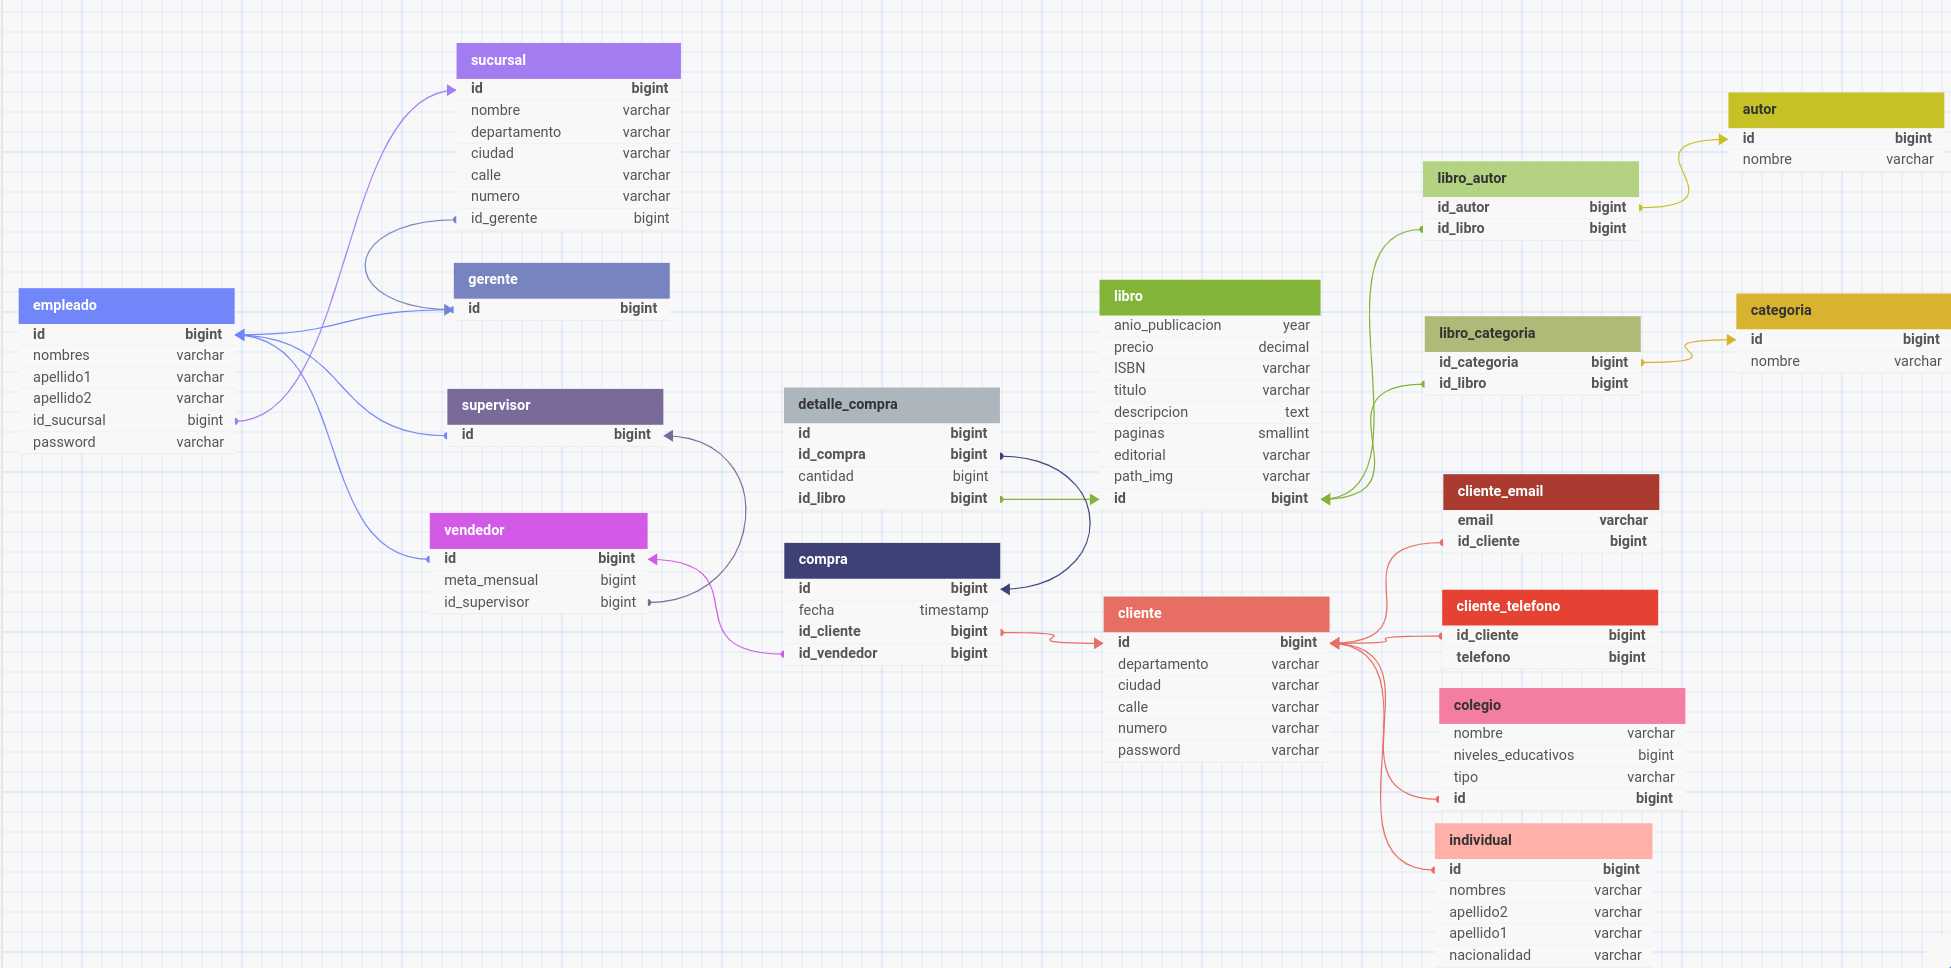 sucursal
id bigint
nombre varchar
departamento varchar
ciudad varchar
calle varchar
numero varchar
id_gerente bigint
gerente
id bigint
empleado
id bigint
nombres varchar
apellido1 varchar
apellido2 varchar
id_sucursal bigint
password varchar
supervisor
id bigint
vendedor
id bigint
meta_mensual bigint
id_supervisor bigint
detalle_compra
id bigint
id_compra bigint
cantidad bigint
id_libro bigint
compra
id bigint
fecha timestamp
id_cliente bigint
id_vendedor bigint
libro
anio_publicacion year
precio decimal
ISBN varchar
titulo varchar
descripcion text
paginas smallint
editorial varchar
path_img varchar
id bigint
cliente
id bigint
departamento varchar
ciudad varchar
calle varchar
numero varchar
password varchar
autor
id bigint
nombre varchar
libro_autor
id_autor bigint
id_libro bigint
categoria
id bigint
nombre varchar
libro_categoria
id_categoria bigint
id_libro bigint
cliente_email
email varchar
id_cliente bigint
cliente_telefono
id_cliente bigint
telefono bigint
colegio
nombre varchar
niveles_educativos bigint
tipo varchar
id bigint
individual
id bigint
nombres varchar
apellido2 varchar
apellido1 varchar
nacionalidad varchar